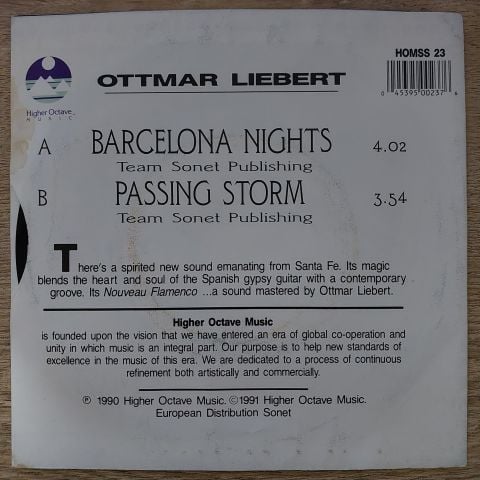 HOMSS 23
OTTMAR LIEBERT
0 45395 00237 6
Higher Octave
MUSIC
A BARCELONA NIGHTS 4.02
Team Sonet Publishing
B PASSING STORM 3.54
Team Sonet Publishing
There's a spirited new sound emanating from Santa Fe. Its magic
blends the heart and soul of the Spanish gypsy guitar with a contemporary
groove. Its Nouveau Flamenco ...a sound mastered by Ottmar Liebert.
Higher Octave Music
is founded upon the vision that we have entered an era of global co-operation and
unity in which music is an integral part. Our purpose is to help new standards of
excellence in the music of this era. We are dedicated to a process of continuous
refinement both artistically and commercially.
℗ 1990 Higher Octave Music. ©1991 Higher Octave Music.
European Distribution Sonet